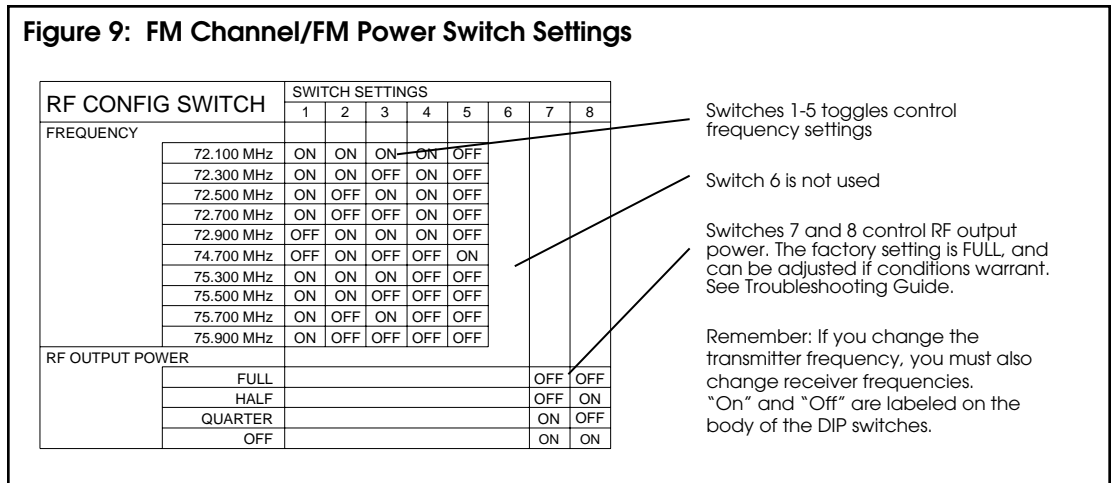 Figure 9: FM Channel/FM Power Switch Settings
RF CONFIG SWITCH
SWITCH SETTINGS
1 2 3 4 5 6 7 8
FREQUENCY
72.100 MHz ON ON ON ON OFF
72.300 MHz ON ON OFF ON OFF
72.500 MHz ON OFF ON ON OFF
72.700 MHz ON OFF OFF ON OFF
72.900 MHz OFF ON ON ON OFF
74.700 MHz OFF ON OFF OFF ON
75.300 MHz ON ON ON OFF OFF
75.500 MHz ON ON OFF OFF OFF
75.700 MHz ON OFF ON OFF OFF
75.900 MHz ON OFF OFF OFF OFF
RF OUTPUT POWER
FULL OFF OFF
HALF OFF ON
QUARTER ON OFF
OFF ON ON
Switches 1-5 toggles control
frequency settings
Switch 6 is not used
Switches 7 and 8 control RF output
power. The factory setting is FULL, and
can be adjusted if conditions warrant.
See Troubleshooting Guide.
Remember: If you change the
transmitter frequency, you must also
change receiver frequencies.
“On” and “Off” are labeled on the
body of the DIP switches.